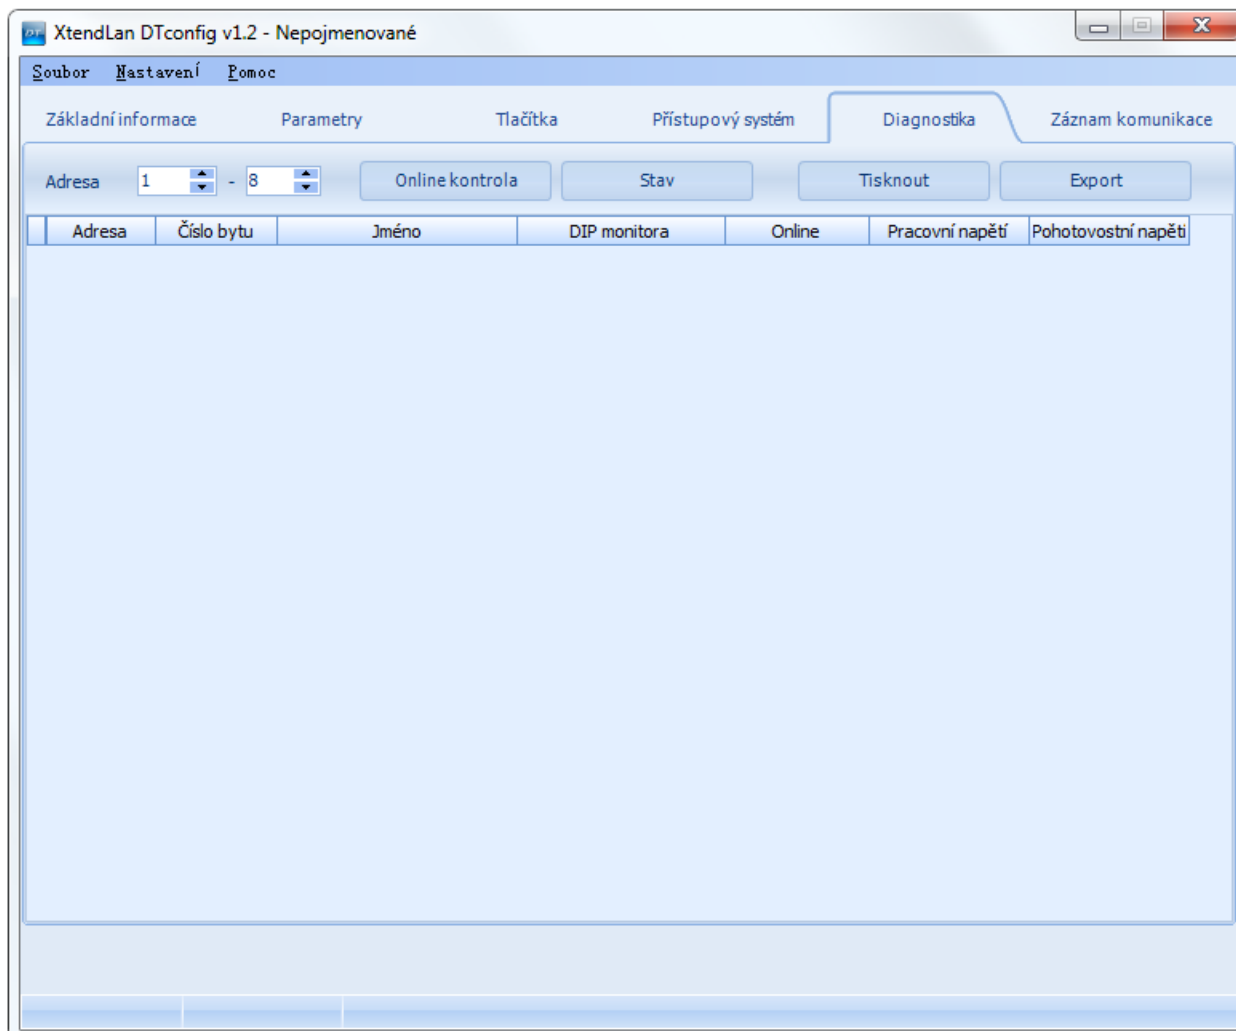 DT XtendLan DTconfig v1.2 - Nepojmenované
Soubor Nastavení Pomoc
Základní informace Parametry Tlačítka Přístupový systém Diagnostika Záznam komunikace
Adresa 1 - 8 Online kontrola Stav Tisknout Export
Adresa Číslo bytu Jméno DIP monitora Online Pracovní napětí Pohotovostní napěti